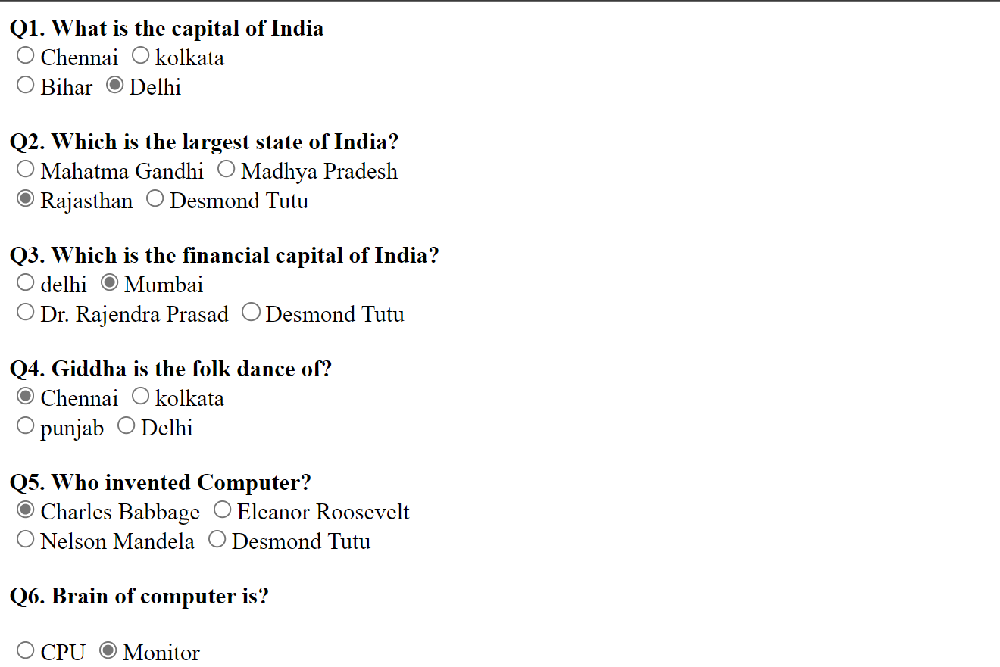 Q1. What is the capital of India
Chennai kolkata
Bihar Delhi
Q2. Which is the largest state of India?
Mahatma Gandhi Madhya Pradesh
Rajasthan Desmond Tutu
Q3. Which is the financial capital of India?
delhi Mumbai
Dr. Rajendra Prasad Desmond Tutu
Q4. Giddha is the folk dance of?
Chennai kolkata
punjab Delhi
Q5. Who invented Computer?
Charles Babbage Eleanor Roosevelt
Nelson Mandela Desmond Tutu
Q6. Brain of computer is?
CPU Monitor